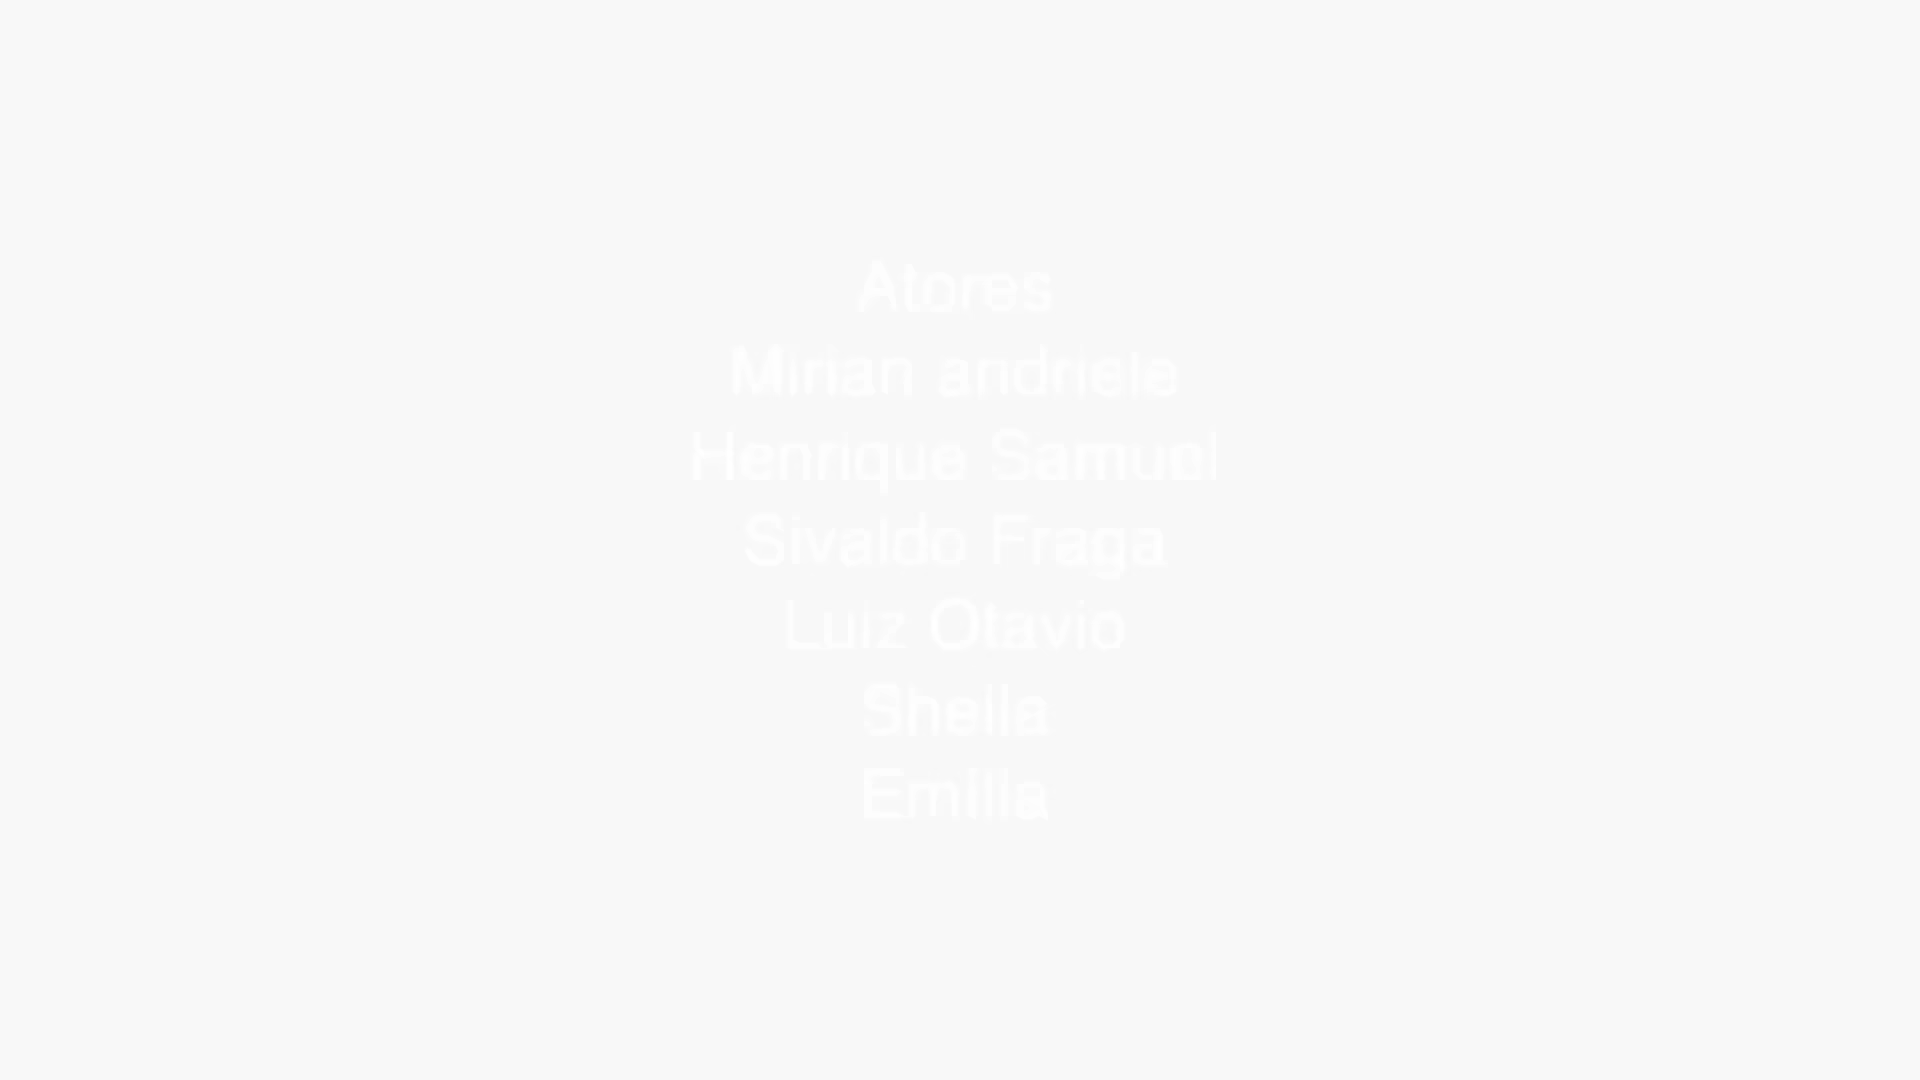 Atores
Mirian andriele
Henrique Samuel
Sivaldo Fraga
Luiz Otavio
Sheila
Emilia